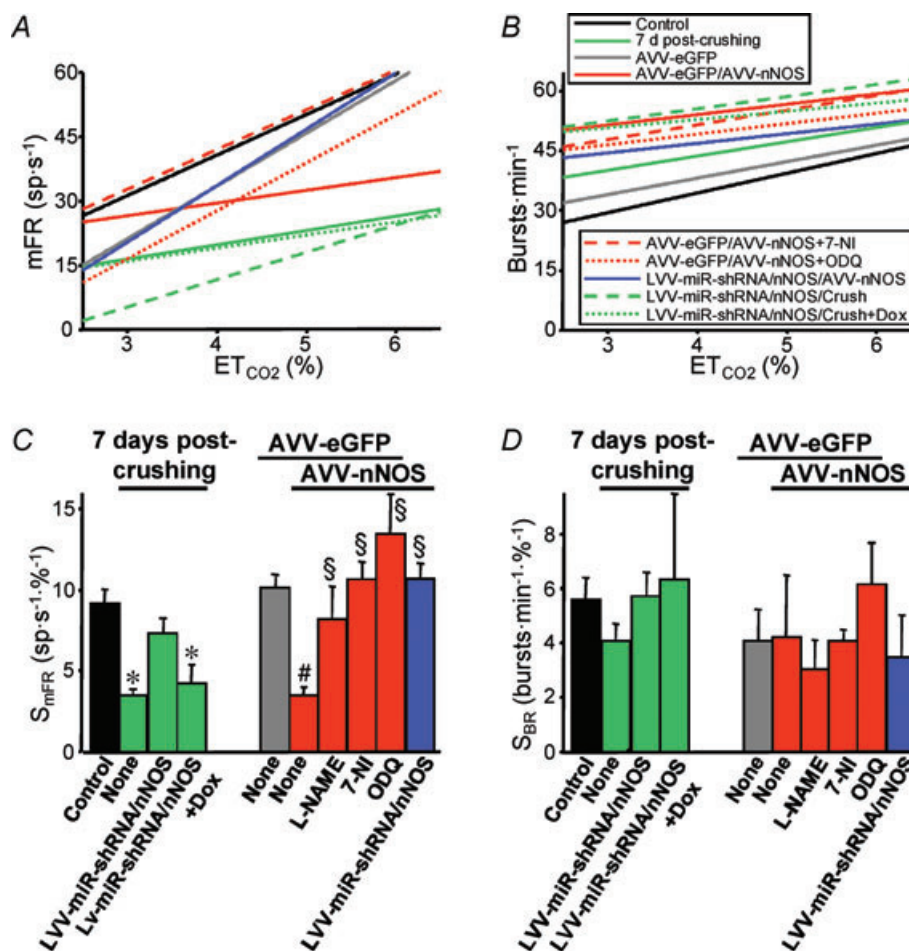 A
60
45
30
15
0
mFR (sp·s-1)
3
4
5
6
ETCO2 (%)
B
Control
7 d post-crushing
AVV-eGFP
AVV-eGFP/AVV-nNOS
60
45
30
15
0
Bursts·min-1
AVV-eGFP/AVV-nNOS+7-NI
AVV-eGFP/AVV-nNOS+ODQ
LVV-miR-shRNA/nNOS/AVV-nNOS
LVV-miR-shRNA/nNOS/Crush
LVV-miR-shRNA/nNOS/Crush+Dox
3
4
5
6
ETCO2 (%)
C
7 days post-
crushing
AVV-eGFP
AVV-nNOS
15
10
5
0
SmFR (sp·s-1·%-1)
*
*
#
§
§
§
§
Control
None
LVV-miR-shRNA/nNOS
Lv-miR-shRNA/nNOS
+Dox
None
None
L-NAME
7-NI
ODQ
LVV-miR-shRNA/nNOS
D
7 days post-
crushing
AVV-eGFP
AVV-nNOS
8
6
4
2
0
SBR (bursts·min-1·%-1)
Control
None
LVV-miR-shRNA/nNOS
LVV-miR-shRNA/nNOS
+Dox
None
None
L-NAME
7-NI
ODQ
LVV-miR-shRNA/nNOS